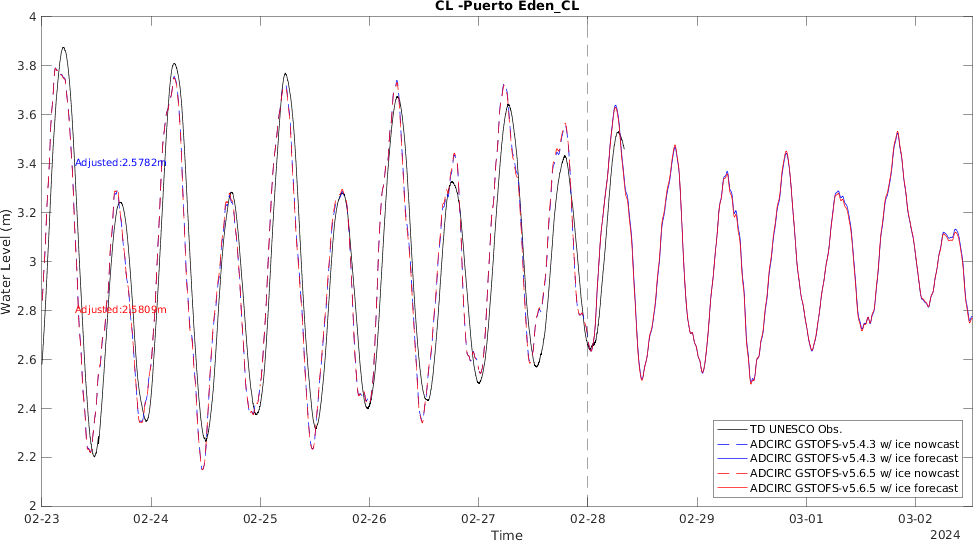 CL -Puerto Eden_CL
4
3.8
3.6
3.4
3.2
3
2.8
2.6
2.4
2.2
2
Water Level (m)
Adjusted:2.5782m
Adjusted:2.5809m
TD UNESCO Obs.
ADCIRC GSTOFS-v5.4.3 w/ ice nowcast
ADCIRC GSTOFS-v5.4.3 w/ ice forecast
ADCIRC GSTOFS-v5.6.5 w/ ice nowcast
ADCIRC GSTOFS-v5.6.5 w/ ice forecast
02-23 02-24 02-25 02-26 02-27 02-28 02-29 03-01 03-02
Time
2024